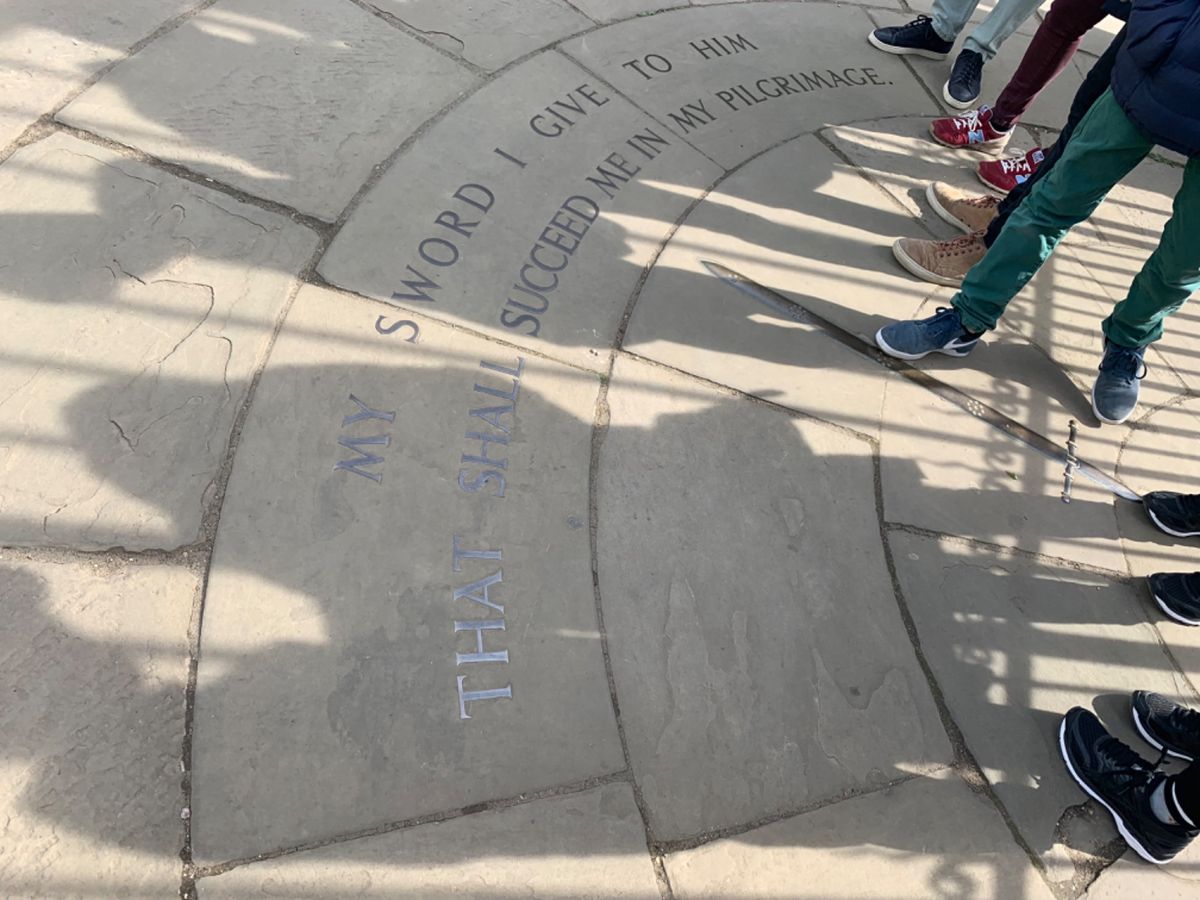 MY SWORD I GIVE TO HIM
THAT SHALL SUCCEED ME IN MY PILGRIMAGE.